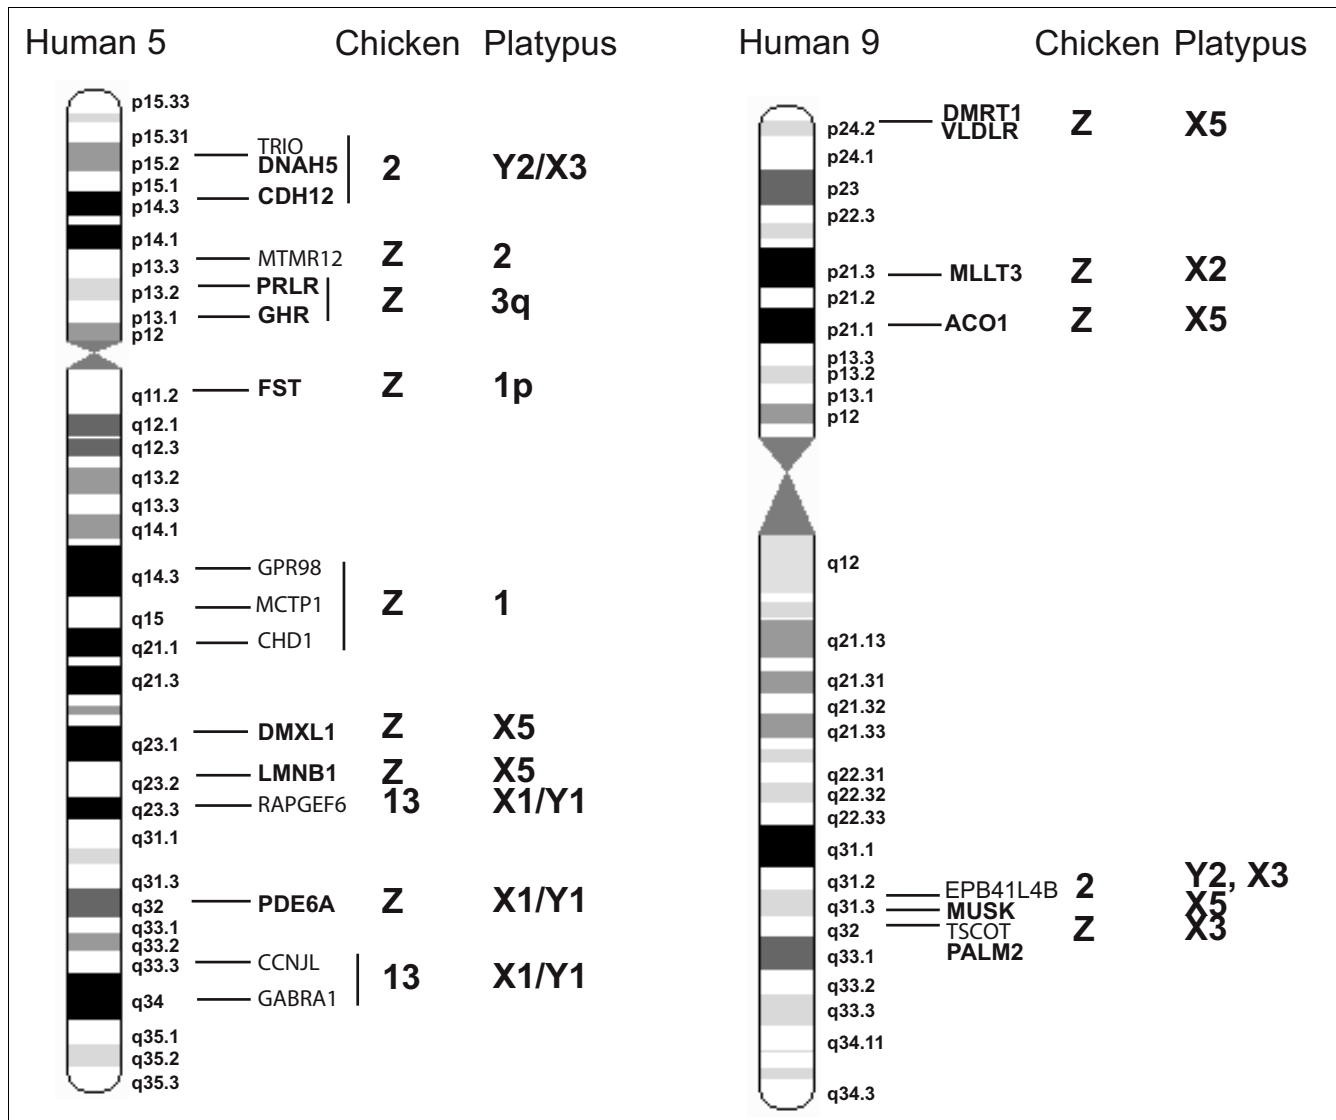 Human 5 Chicken Platypus
p15.33
p15.31
p15.2 TRIO
DNAH5 2 Y2/X3
p15.1
p14.3 CDH12
p14.1
p13.3 MTMR12 Z 2
p13.2 PRLR
Z 3q
p13.1 GHR
p12
q11.2 FST Z 1p
q12.1
q12.3
q13.2
q13.3
q14.1
q14.3 GPR98
q15 MCTP1 Z 1
q21.1 CHD1
q21.3
q23.1 DMXL1 Z X5
q23.2 LMNB1 Z X5
q23.3 RAPGEF6 13 X1/Y1
q31.1
q31.3
q32 PDE6A Z X1/Y1
q33.1
q33.2
q33.3 CCNJL
13 X1/Y1
q34 GABRA1
q35.1
q35.2
q35.3
Human 9 Chicken Platypus
DMRT1
p24.2 VLDLR Z X5
p24.1
p23
p22.3
p21.3 MLLT3 Z X2
p21.2
p21.1 ACO1 Z X5
p13.3
p13.2
p13.1
p12
q12
q21.13
q21.31
q21.32
q21.33
q22.31
q22.32
q22.33
q31.1
q31.2 EPB41L4B 2 Y2, X3
q31.3 MUSK X5
q32 TSCOT Z X3
q33.1 PALM2
q33.2
q33.3
q34.11
q34.3